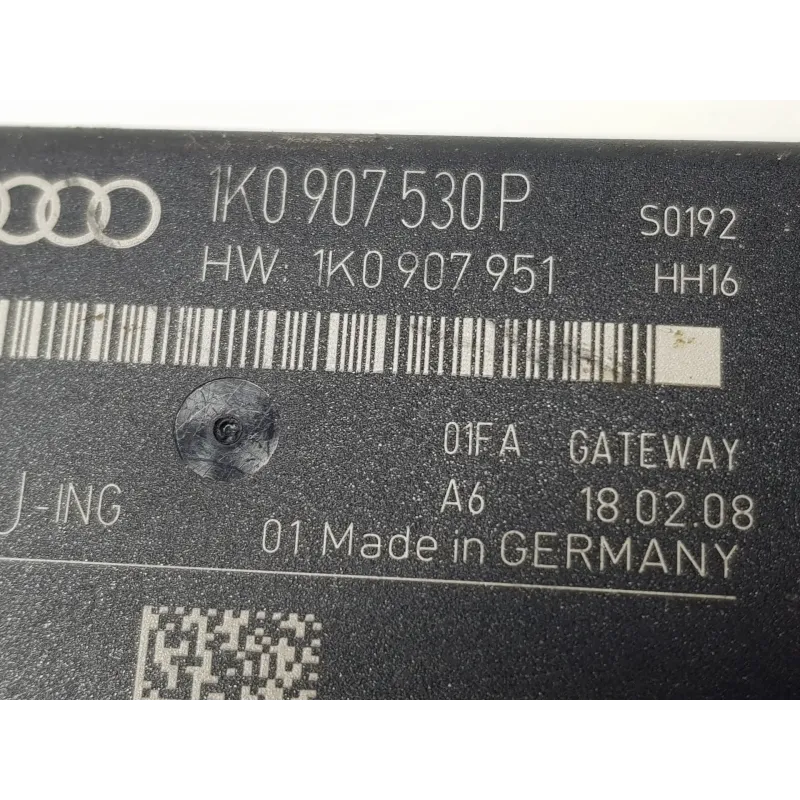 1K0 907 530 P S0192
HW: 1K0 907 951 HH16
01FA GATEWAY
-ING A6 18.02.08
01 Made in GERMANY